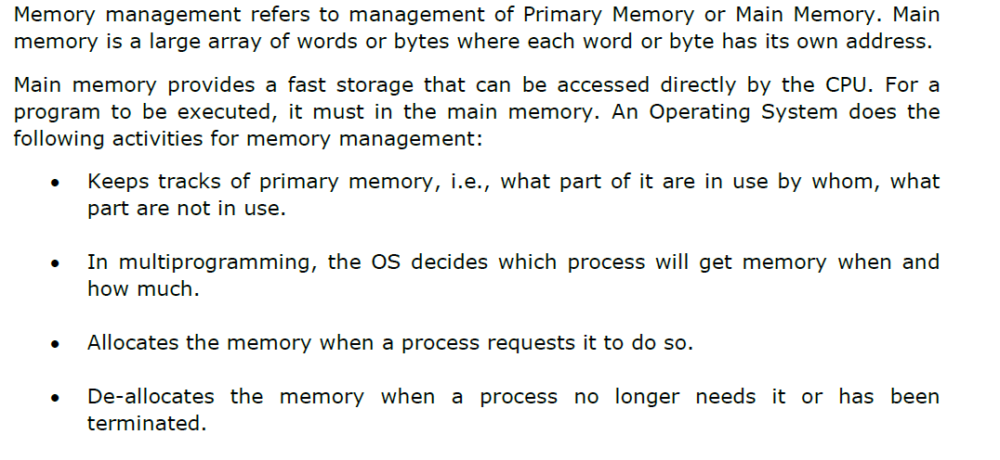 Memory management refers to management of Primary Memory or Main Memory. Main
memory is a large array of words or bytes where each word or byte has its own address.
Main memory provides a fast storage that can be accessed directly by the CPU. For a
program to be executed, it must in the main memory. An Operating System does the
following activities for memory management:
• Keeps tracks of primary memory, i.e., what part of it are in use by whom, what
part are not in use.
• In multiprogramming, the OS decides which process will get memory when and
how much.
• Allocates the memory when a process requests it to do so.
• De-allocates the memory when a process no longer needs it or has been
terminated.